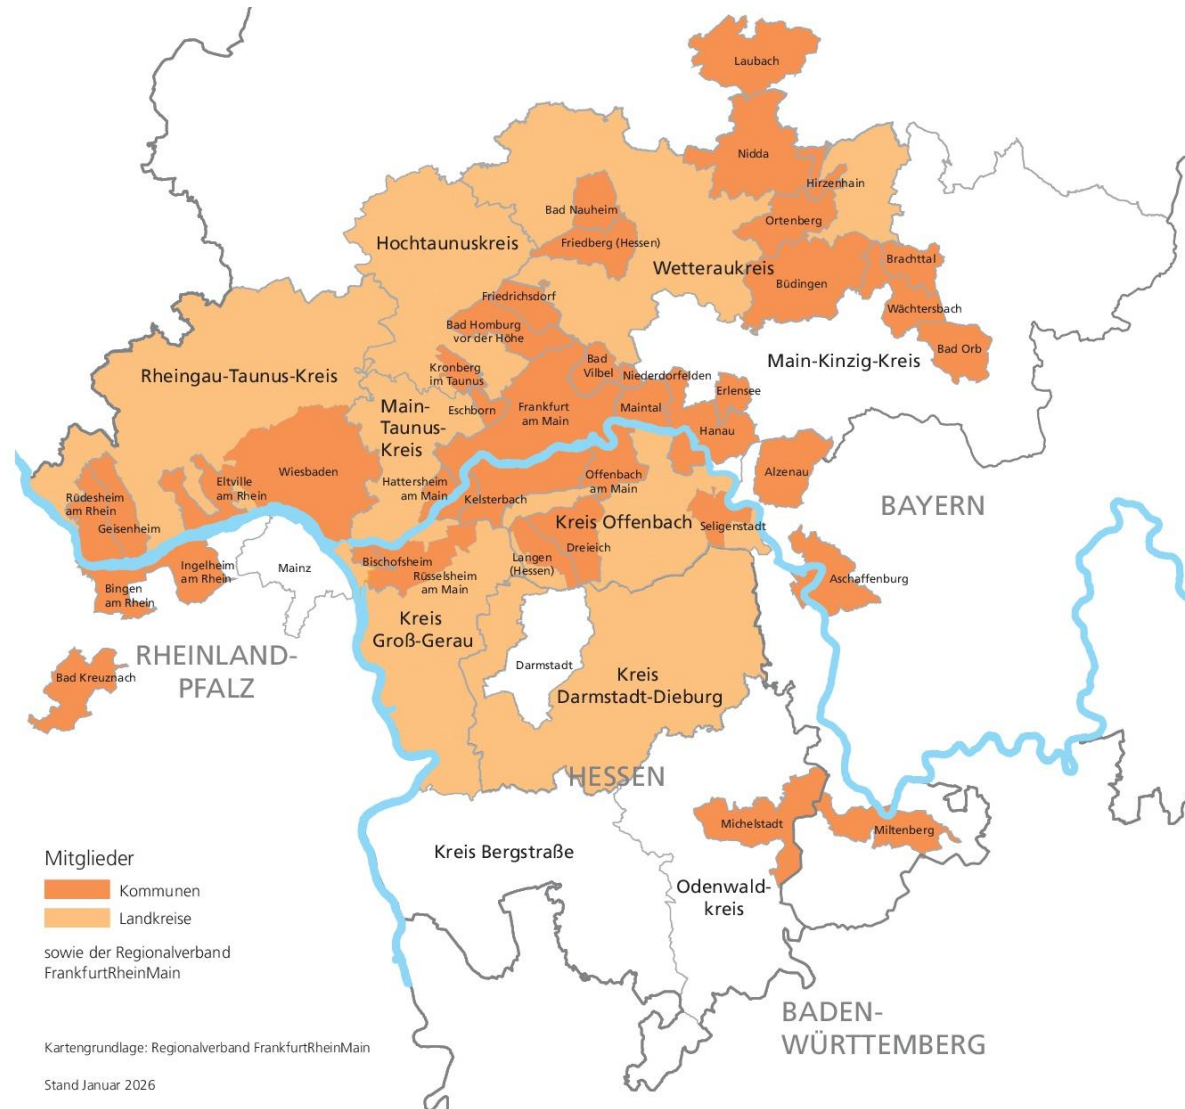 Laubach
Nidda
Hirzenhain
Bad Nauheim
Ortenberg
Hochtaunuskreis
Friedberg (Hessen)
Wetteraukreis
Brachttal
Büdingen
Friedrichsdorf
Wächtersbach
Bad Homburg
vor der Höhe
Bad Orb
Main-Kinzig-Kreis
Bad
Vilbel
Kronberg
im Taunus
Niederdorfelden
Rheingau-Taunus-Kreis
Erlensee
Main-
Taunus-
Kreis
Eschborn
Frankfurt
am Main
Maintal
Hanau
Wiesbaden
Alzenau
Eltville
am Rhein
Hattersheim
am Main
Offenbach
am Main
Rüdesheim
am Rhein
Kelsterbach
BAYERN
Geisenheim
Kreis Offenbach
Seligenstadt
Dreieich
Langen
(Hessen)
Bischofsheim
Mainz
Ingelheim
am Rhein
Rüsselsheim
am Main
Aschaffenburg
Bingen
am Rhein
Kreis
Groß-Gerau
RHEINLAND-
PFALZ
Darmstadt
Bad Kreuznach
Kreis
Darmstadt-Dieburg
HESSEN
Michelstadt
Miltenberg
Kreis Bergstraße
Odenwald-
kreis
Mitglieder
Kommunen
Landkreise
sowie der Regionalverband
FrankfurtRheinMain
BADEN-
WÜRTTEMBERG
Kartengrundlage: Regionalverband FrankfurtRheinMain
Stand Januar 2026